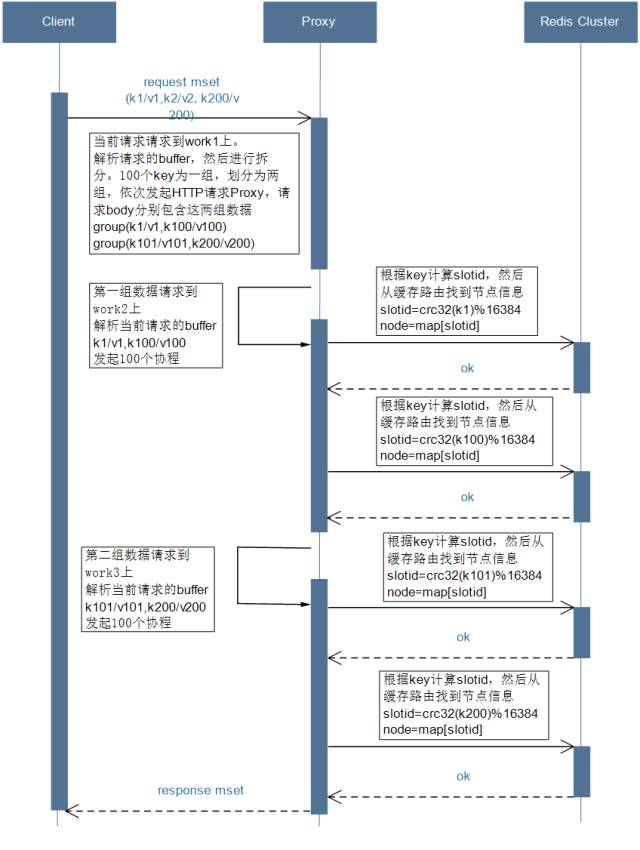 Client
Proxy
Redis Cluster
request mset
(k1/v1,k2/v2, k200/v
200)
当前请求请求到work1上。
解析请求的buffer，然后进行拆
分。100个key为一组，划分为两
组，依次发起HTTP请求Proxy，请
求body分别包含这两组数据
group(k1/v1,k100/v100)
group(k101/v101,k200/v200)
根据key计算slotid，然后
从缓存路由找到节点信息
slotid=crc32(k1)%16384
node=map[slotid]
第一组数据请求到
work2上
解析当前请求的buffer
k1/v1,k100/v100
发起100个协程
ok
根据key计算slotid，然后从
缓存路由找到节点信息
slotid=crc32(k100)%16384
node=map[slotid]
ok
根据key计算slotid，然后从
缓存路由找到节点信息
slotid=crc32(k101)%16384
node=map[slotid]
第二组数据请求到
work3上
解析当前请求的buffer
k101/v101,k200/v200
发起100个协程
ok
根据key计算slotid，然后从
缓存路由找到节点信息
slotid=crc32(k200)%16384
node=map[slotid]
ok
response mset